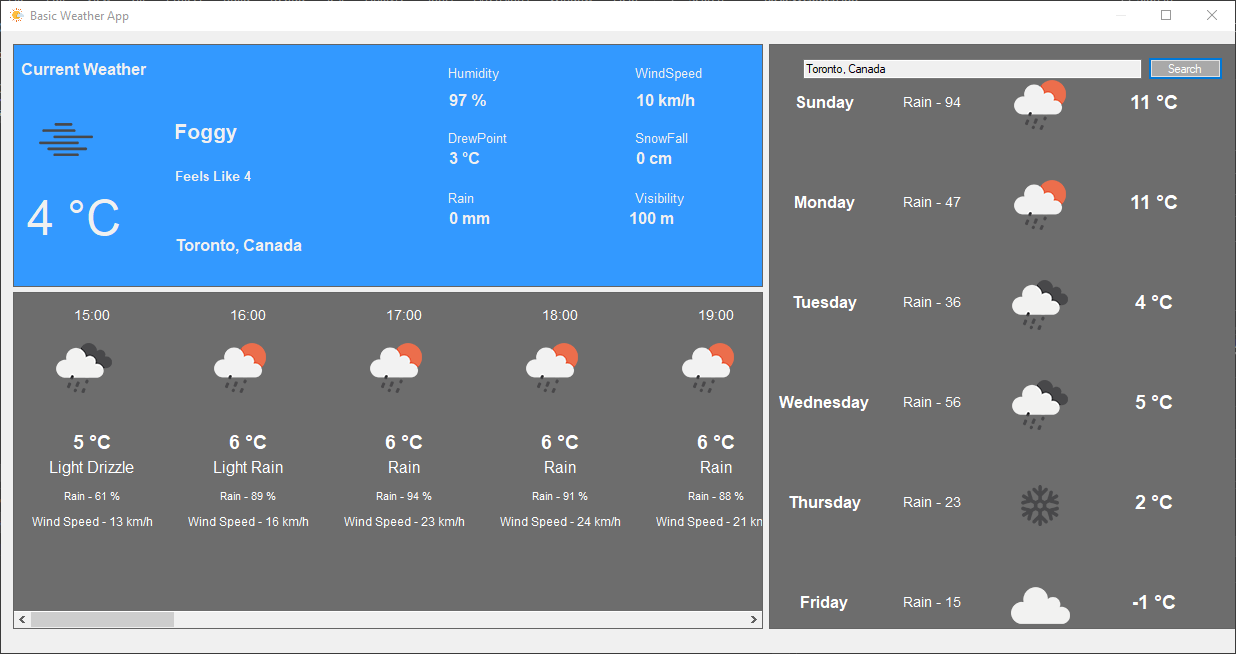 Basic Weather App
Current Weather
Foggy
Feels Like 4
4 °C
Toronto, Canada
Humidity
97 %
WindSpeed
10 km/h
DrewPoint
3 °C
SnowFall
0 cm
Rain
0 mm
Visibility
100 m
15:00 16:00 17:00 18:00 19:00
5 °C 6 °C 6 °C 6 °C 6 °C
Light Drizzle Light Rain Rain Rain Rain
Rain - 61 % Rain - 89 % Rain - 94 % Rain - 91 % Rain - 88 %
Wind Speed - 13 km/h Wind Speed - 16 km/h Wind Speed - 23 km/h Wind Speed - 24 km/h Wind Speed - 21 kn
Toronto, Canada Search
Sunday Rain - 94 11 °C
Monday Rain - 47 11 °C
Tuesday Rain - 36 4 °C
Wednesday Rain - 56 5 °C
Thursday Rain - 23 2 °C
Friday Rain - 15 -1 °C